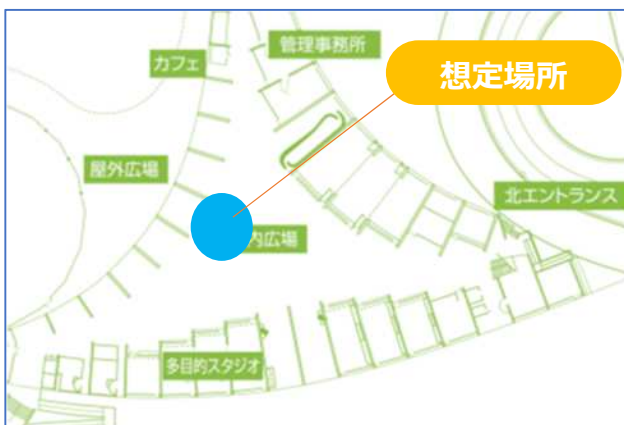 管理事務所
カフェ
想定場所
屋外広場
北エントランス
内広場
多目的スタジオ